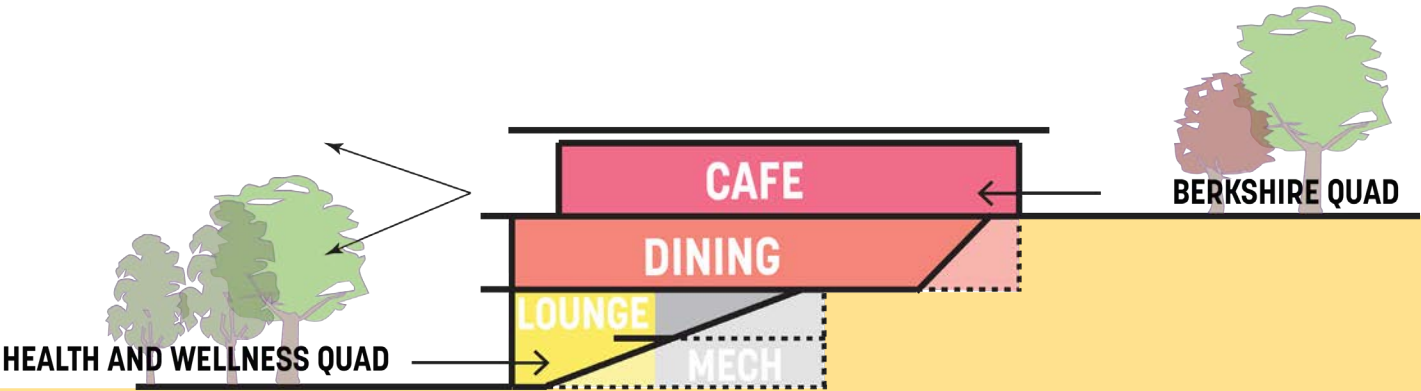 CAFE
BERKSHIRE QUAD
DINING
LOUNGE
HEALTH AND WELLNESS QUAD
MECH